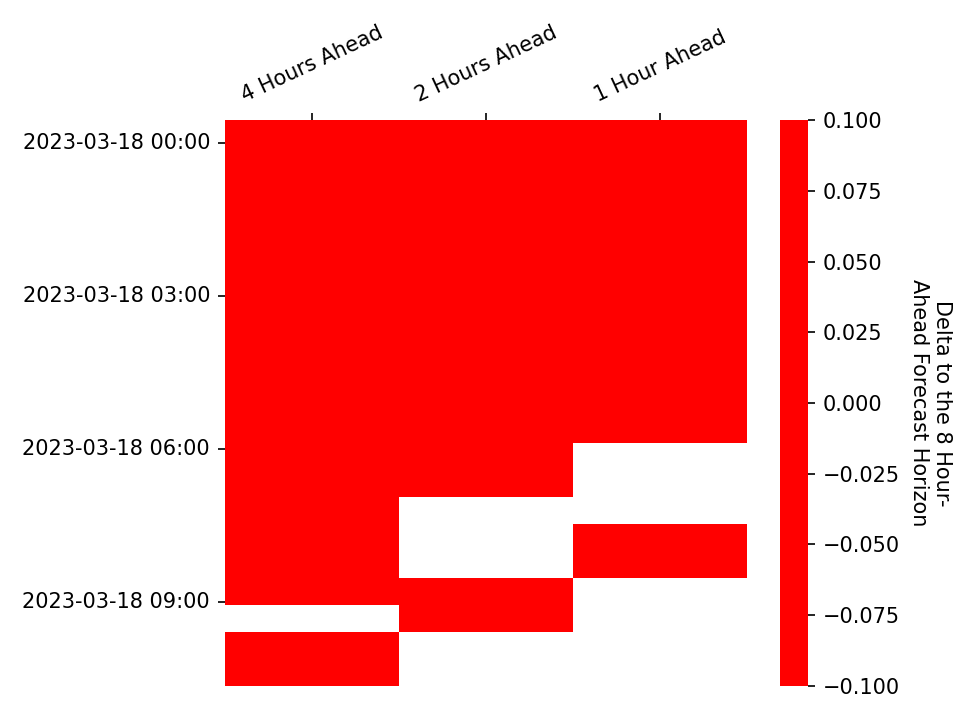 4 Hours Ahead
2 Hours Ahead
1 Hour Ahead
2023-03-18 00:00
2023-03-18 03:00
2023-03-18 06:00
2023-03-18 09:00
0.100
0.075
0.050
0.025
0.000
−0.025
−0.050
−0.075
−0.100
Delta to the 8 Hour-
Ahead Forecast Horizon